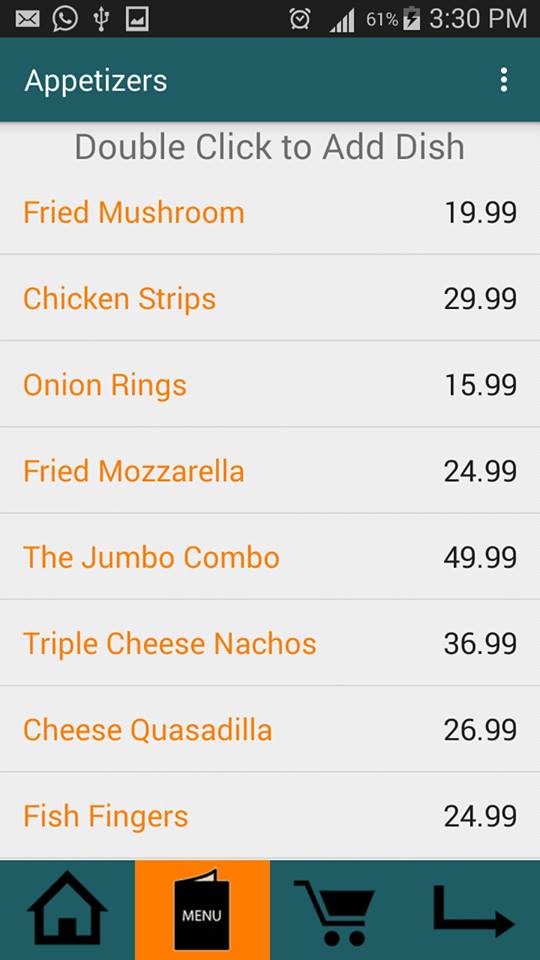 61% 3:30 PM
Appetizers
Double Click to Add Dish
Fried Mushroom 19.99
Chicken Strips 29.99
Onion Rings 15.99
Fried Mozzarella 24.99
The Jumbo Combo 49.99
Triple Cheese Nachos 36.99
Cheese Quasadilla 26.99
Fish Fingers 24.99
MENU